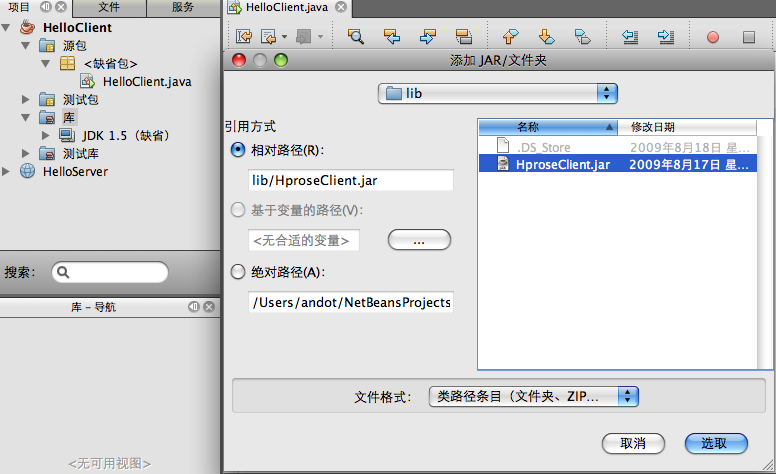 项目
文件
服务
HelloClient
源包
<缺省包>
HelloClient.java
测试包
库
JDK 1.5（缺省）
测试库
HelloServer
搜索：
库 - 导航
<无可用视图>
HelloClient.java
添加 JAR/文件夹
lib
引用方式
相对路径(R):
lib/HproseClient.jar
基于变量的路径(V):
<无合适的变量>
...
绝对路径(A):
/Users/andot/NetBeansProjects
名称
修改日期
.DS_Store
2009年8月18日 星...
HproseClient.jar
2009年8月17日 星...
文件格式：
类路径条目（文件夹、ZIP...
取消
选取